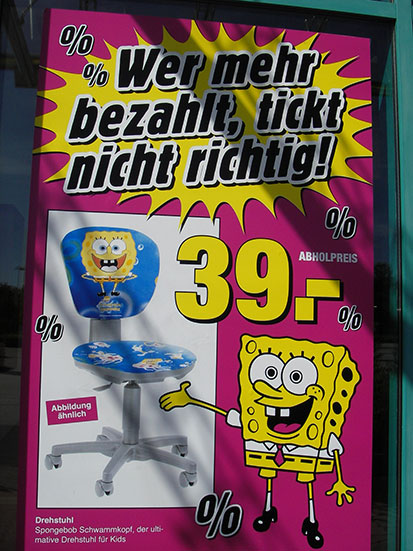 %
%
Wer mehr
bezahlt, tickt
nicht richtig!
%
39.-
ABHOLPREIS
%
%
Abbildung
ähnlich
%
Drehstuhl
Spongebob Schwammkopf, der ulti-
mative Drehstuhl für Kids